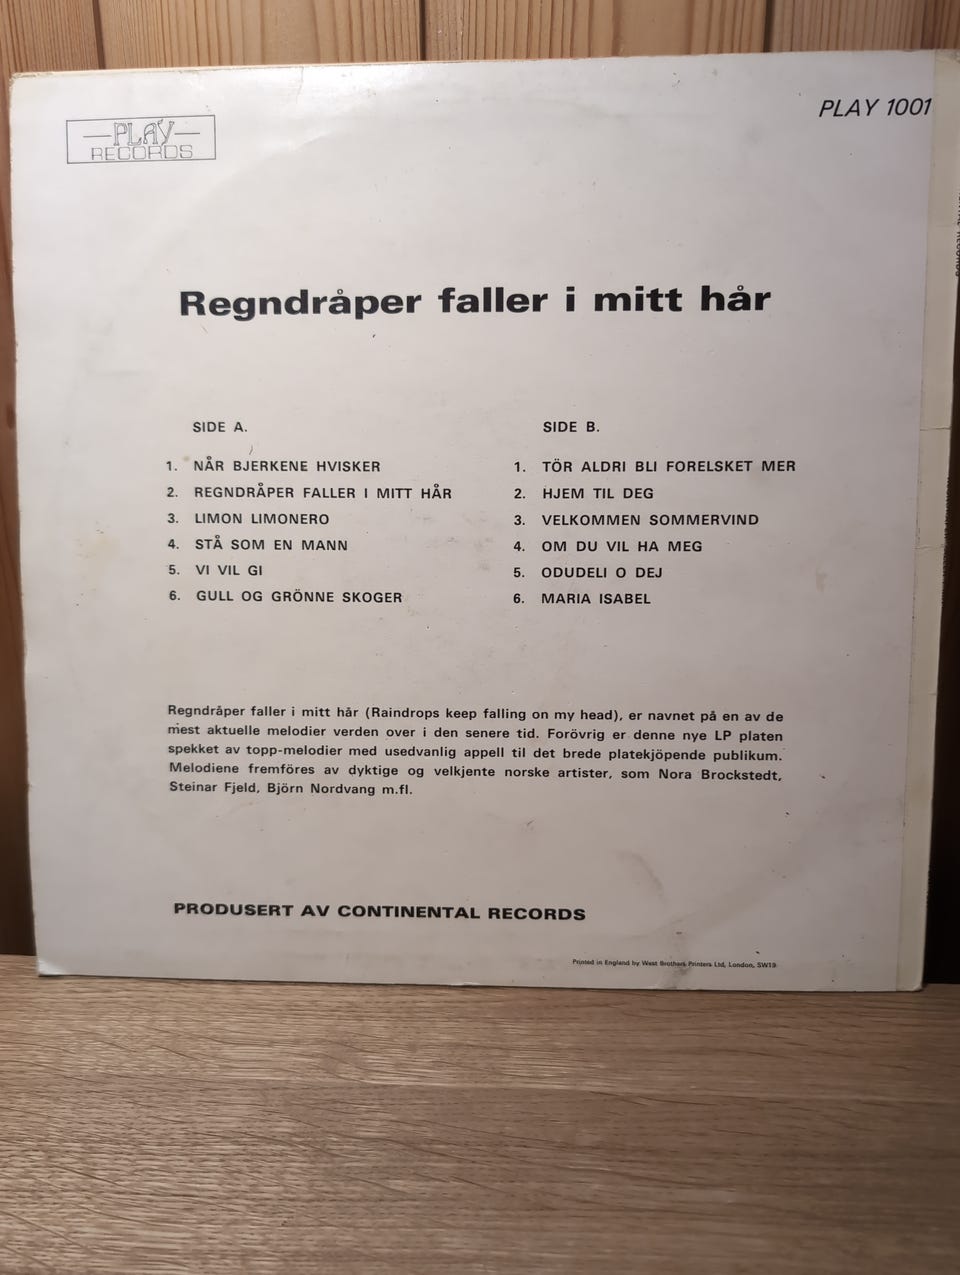 PLAY
RECORDS
PLAY 1001
Regndråper faller i mitt hår
SIDE A.
1. NÅR BJERKENE HVISKER
2. REGNDRÅPER FALLER I MITT HÅR
3. LIMON LIMONERO
4. STÅ SOM EN MANN
5. VI VIL GI
6. GULL OG GRÖNNE SKOGER
SIDE B.
1. TÖR ALDRI BLI FORELSKET MER
2. HJEM TIL DEG
3. VELKOMMEN SOMMERVIND
4. OM DU VIL HA MEG
5. ODUDELI O DEJ
6. MARIA ISABEL
Regndråper faller i mitt hår (Raindrops keep falling on my head), er navnet på en av de
mest aktuelle melodier verden over i den senere tid. Forövrig er denne nye LP platen
spekket av topp-melodier med usedvanlig appell til det brede platekjöpende publikum.
Melodiene fremföres av dyktige og velkjente norske artister, som Nora Brockstedt,
Steinar Fjeld, Björn Nordvang m.fl.
PRODUSERT AV CONTINENTAL RECORDS
Printed in England by West Brothers Printers Ltd, London, SW19